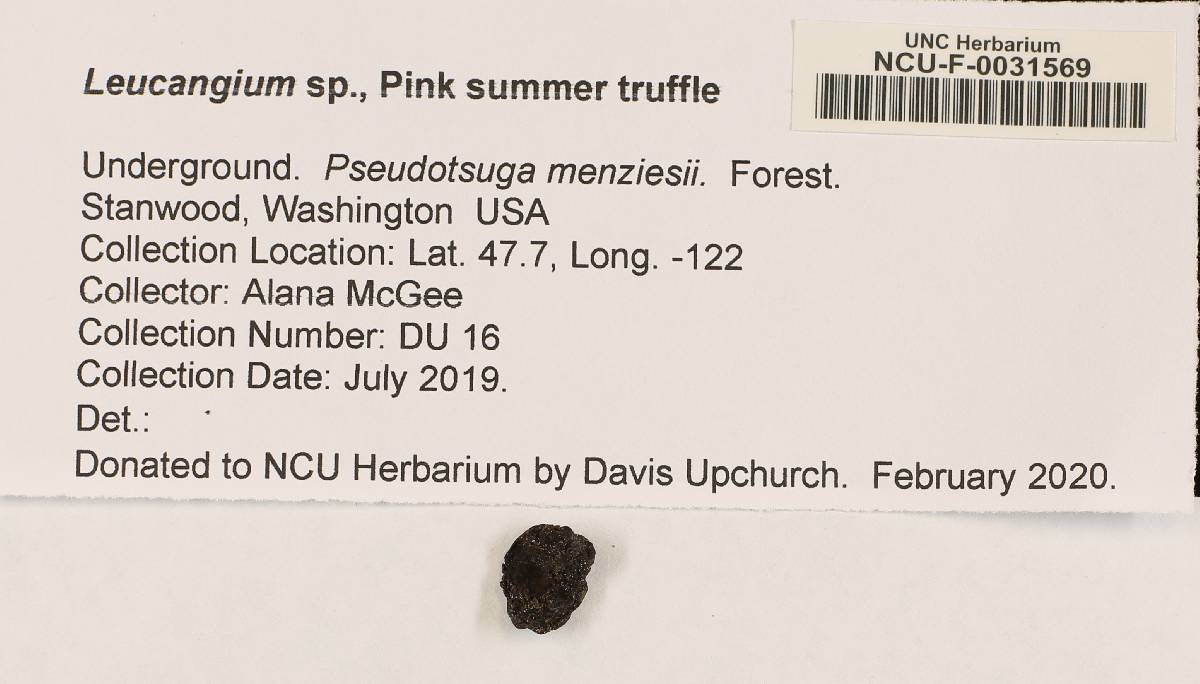 UNC Herbarium
NCU-F-0031569
Leucangium sp., Pink summer truffle
Underground. Pseudotsuga menziesii. Forest.
Stanwood, Washington USA
Collection Location: Lat. 47.7, Long. -122
Collector: Alana McGee
Collection Number: DU 16
Collection Date: July 2019.
Det.:
Donated to NCU Herbarium by Davis Upchurch. February 2020.